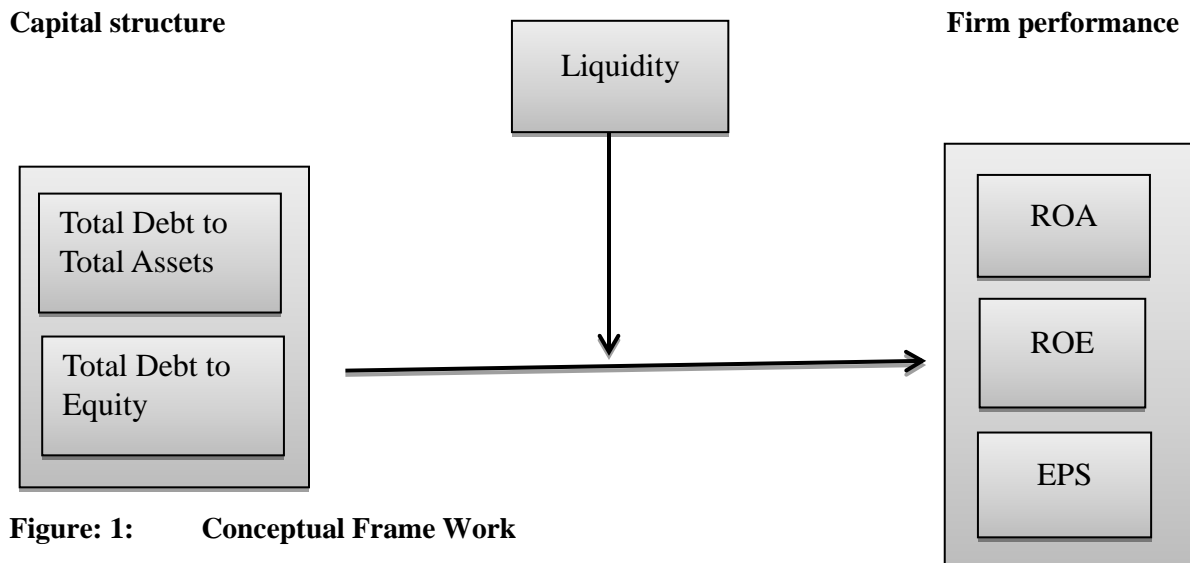 Capital structure
Firm performance
Liquidity
Total Debt to
Total Assets
Total Debt to
Equity
ROA
ROE
EPS
Figure: 1: Conceptual Frame Work